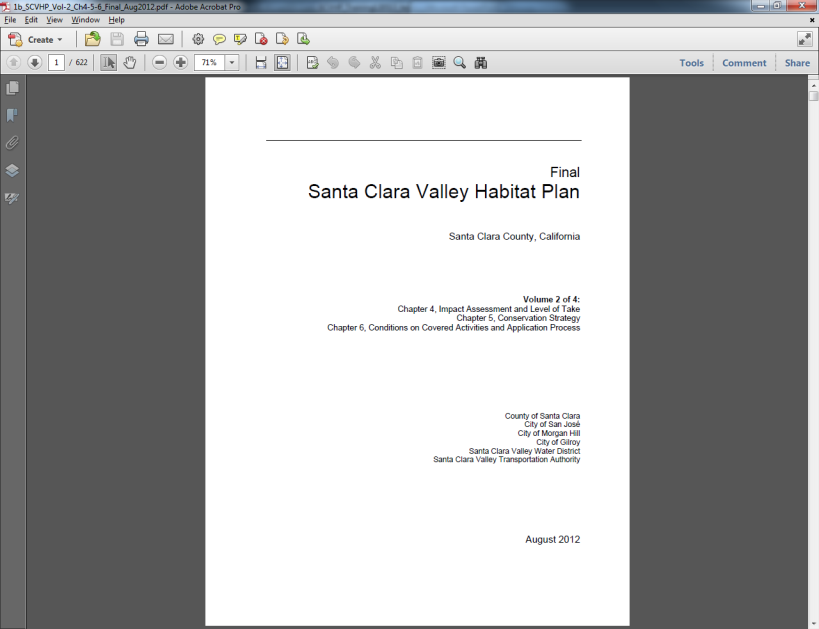 1b_SCVHP_Vol-2_Ch4-5-6_Final_Aug2012.pdf - Adobe Acrobat Pro
File Edit View Window Help
Create
1 / 622
71%
Tools Comment Share
Final
Santa Clara Valley Habitat Plan
Santa Clara County, California
Volume 2 of 4:
Chapter 4, Impact Assessment and Level of Take
Chapter 5, Conservation Strategy
Chapter 6, Conditions on Covered Activities and Application Process
County of Santa Clara
City of San José
City of Morgan Hill
City of Gilroy
Santa Clara Valley Water District
Santa Clara Valley Transportation Authority
August 2012